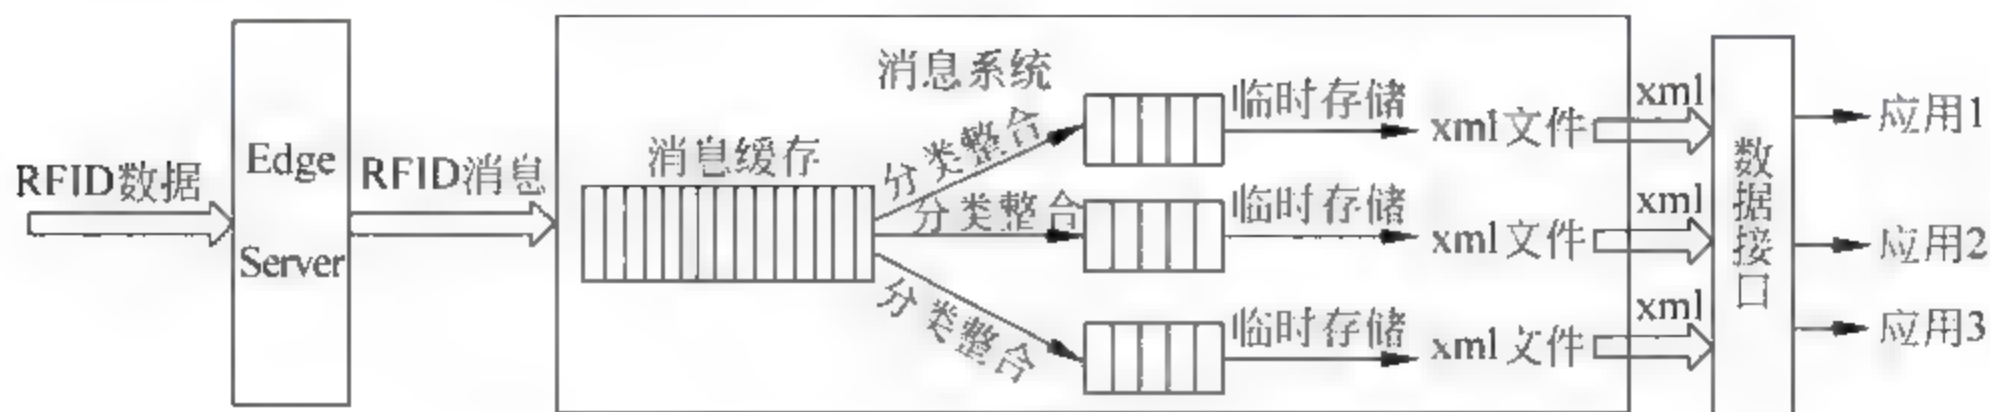 RFID数据
Edge
Server
RFID消息
消息系统
消息缓存
分类整合
分类整合
分类整合
临时存储
xml文件
xml
临时存储
xml文件
xml
临时存储
xml文件
xml
数据接口
应用1
应用2
应用3